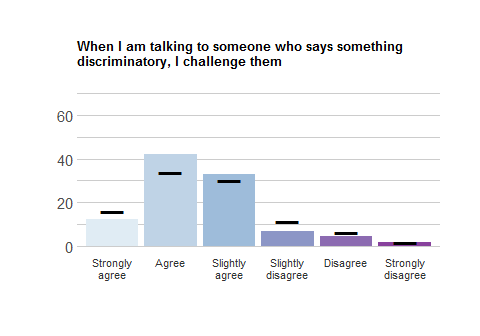 When I am talking to someone who says something
discriminatory, I challenge them
60
40
20
0
Strongly
agree
Agree
Slightly
agree
Slightly
disagree
Disagree
Strongly
disagree